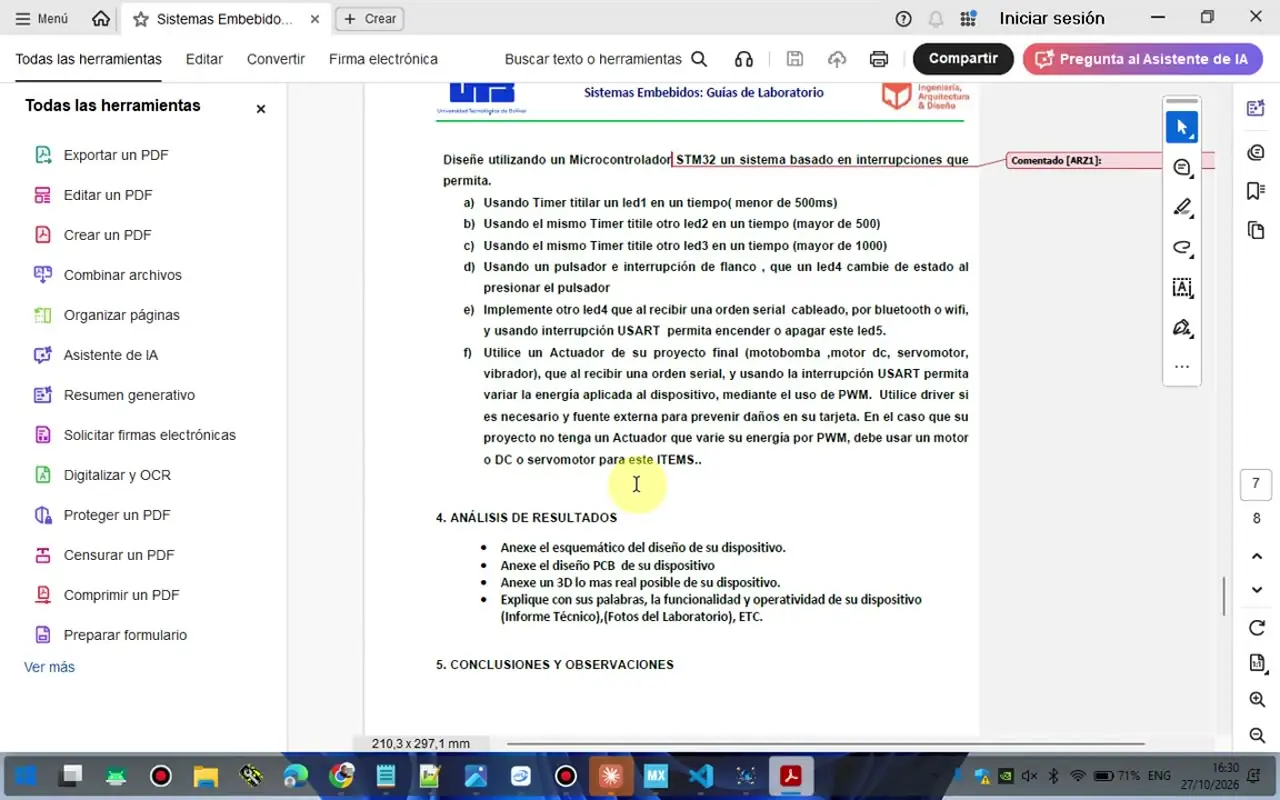 Menú
Sistemas Embebido...
Crear
Iniciar sesión
Todas las herramientas
Editar
Convertir
Firma electrónica
Buscar texto o herramientas
Compartir
Pregunta al Asistente de IA
Todas las herramientas
Exportar un PDF
Editar un PDF
Crear un PDF
Combinar archivos
Organizar páginas
Asistente de IA
Resumen generativo
Solicitar firmas electrónicas
Digitalizar y OCR
Proteger un PDF
Censurar un PDF
Comprimir un PDF
Preparar formulario
Ver más
UTB
Universidad Tecnológica de Bolívar
Sistemas Embebidos: Guías de Laboratorio
Ingeniería,
Arquitectura
& Diseño
Diseñe utilizando un Microcontrolador STM32 un sistema basado en interrupciones que
permita.
Comentado [ARZ1]:
a) Usando Timer titilar un led1 en un tiempo( menor de 500ms)
b) Usando el mismo Timer titile otro led2 en un tiempo (mayor de 500)
c) Usando el mismo Timer titile otro led3 en un tiempo (mayor de 1000)
d) Usando un pulsador e interrupción de flanco , que un led4 cambie de estado al
presionar el pulsador
e) Implemente otro led4 que al recibir una orden serial cableado, por bluetooth o wifi,
y usando interrupción USART permita encender o apagar este led5.
f) Utilice un Actuador de su proyecto final (motobomba ,motor dc, servomotor,
vibrador), que al recibir una orden serial, y usando la interrupción USART permita
variar la energía aplicada al dispositivo, mediante el uso de PWM. Utilice driver si
es necesario y fuente externa para prevenir daños en su tarjeta. En el caso que su
proyecto no tenga un Actuador que varie su energía por PWM, debe usar un motor
o DC o servomotor para este ITEMS..
4. ANÁLISIS DE RESULTADOS
• Anexe el esquemático del diseño de su dispositivo.
• Anexe el diseño PCB de su dispositivo
• Anexe un 3D lo mas real posible de su dispositivo.
• Explique con sus palabras, la funcionalidad y operatividad de su dispositivo
(Informe Técnico),(Fotos del Laboratorio), ETC.
5. CONCLUSIONES Y OBSERVACIONES
7
8
210,3 x 297,1 mm
MX
71%
ENG
16:30
27/10/2026